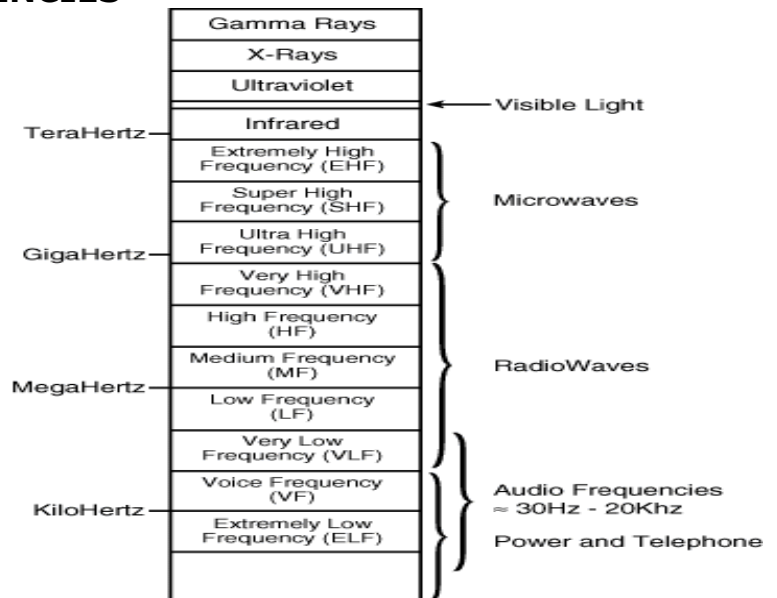 Gamma Rays
X-Rays
Ultraviolet
Visible Light
Infrared
TeraHertz
Extremely High
Frequency (EHF)
Super High
Frequency (SHF)
Microwaves
Ultra High
Frequency (UHF)
GigaHertz
Very High
Frequency (VHF)
High Frequency
(HF)
Medium Frequency
(MF)
RadioWaves
MegaHertz
Low Frequency
(LF)
Very Low
Frequency (VLF)
Voice Frequency
(VF)
Audio Frequencies
≈ 30Hz - 20Khz
KiloHertz
Extremely Low
Frequency (ELF)
Power and Telephone